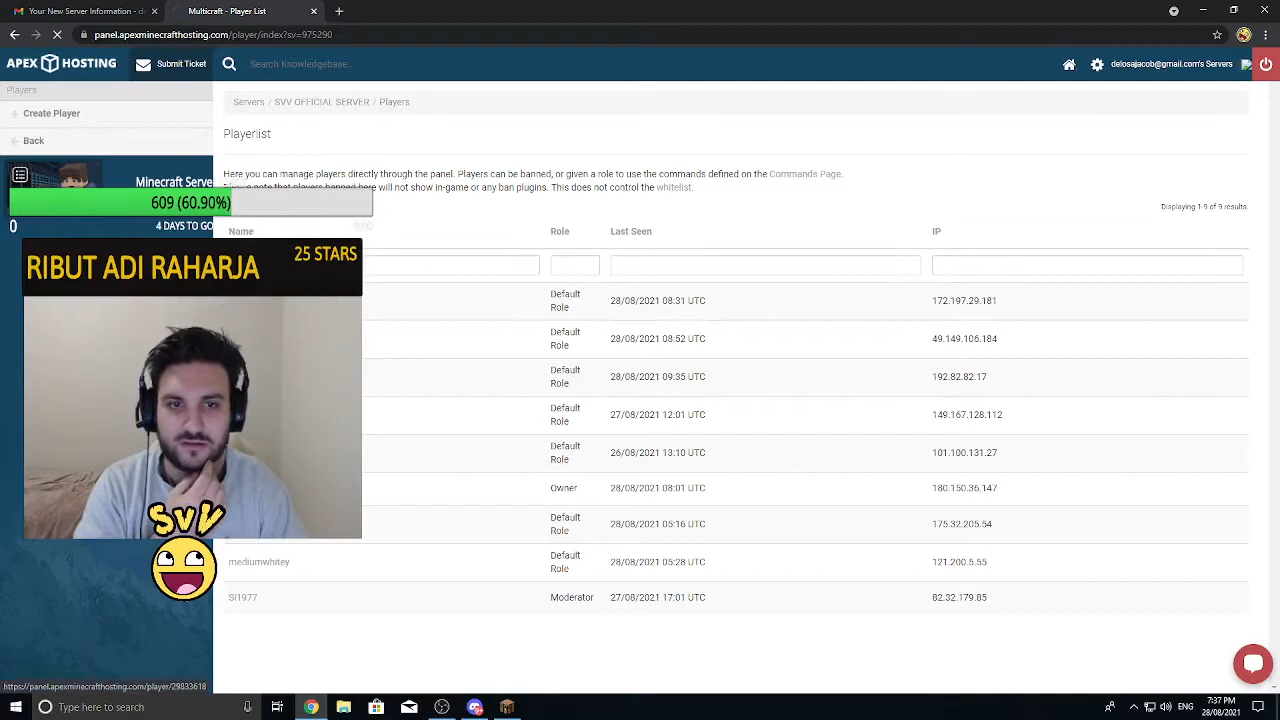 Your New Services - de
Multicraft - Player List
panel.apexminecrafthosting.com/player/index?sv=975290
APEX HOSTING
Submit Ticket
Search Knowledgebase...
delosajacob@gmail.com's Servers
Players
Create Player
Back
Servers / SVV OFFICIAL SERVER / Players
Playerlist
Minecraft Serve
Here you can manage players directly through the panel. Players can be banned, or given a role to use the commands defined on the Commands Page.
note that players banned here will not show in-game or any ban plugins. This does not control the whitelist.
Displaying 1-9 of 9 results.
609 (60.90%)
0
4 DAYS TO GO
Name Role Last Seen IP
RIBUT ADI RAHARJA
25 STARS
Default Role 28/08/2021 08:31 UTC 172.197.29.181
Default Role 28/08/2021 08:52 UTC 49.149.106.184
Default Role 28/08/2021 09:35 UTC 192.82.82.17
Default Role 27/08/2021 12:01 UTC 149.167.128.112
Default Role 26/08/2021 13:10 UTC 101.100.131.27
Owner 28/08/2021 08:01 UTC 180.150.36.147
Default Role 28/08/2021 05:16 UTC 175.32.205.54
SVV
mediumwhitey Default Role 28/08/2021 05:28 UTC 121.200.5.55
Si1977 Moderator 27/08/2021 17:01 UTC 82.32.179.85
https://panel.apexminecrafthosting.com/player/29833618
Type here to search
ENG
7:37 PM
28/08/2021